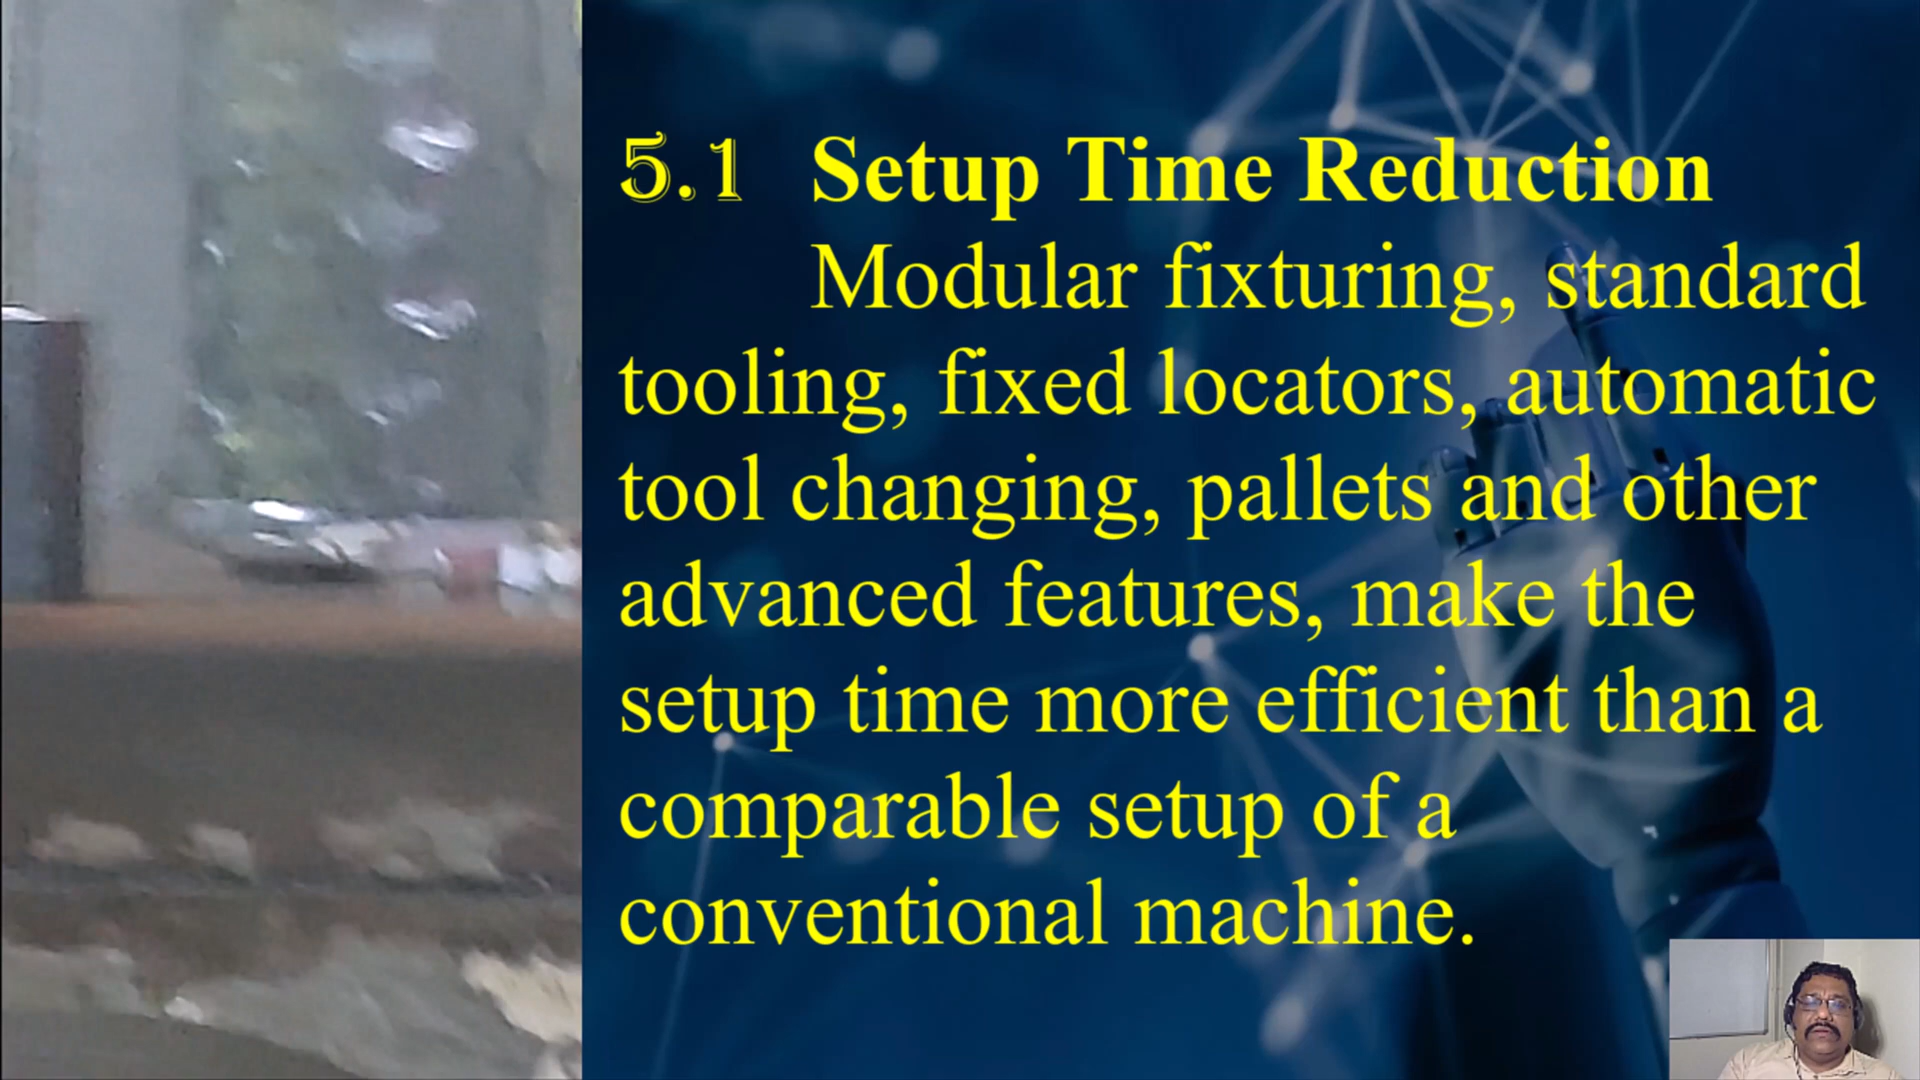 5.1 Setup Time Reduction
Modular fixturing, standard
tooling, fixed locators, automatic
tool changing, pallets and other
advanced features, make the
setup time more efficient than a
comparable setup of a
conventional machine.